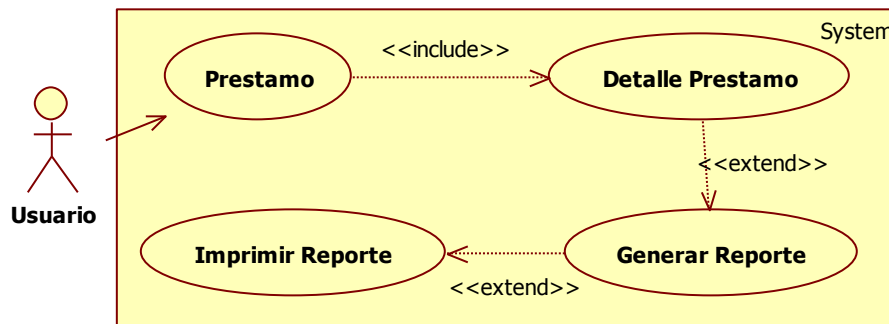 System
<<include>>
Prestamo
Detalle Prestamo
<<extend>>
Usuario
Imprimir Reporte
Generar Reporte
<<extend>>